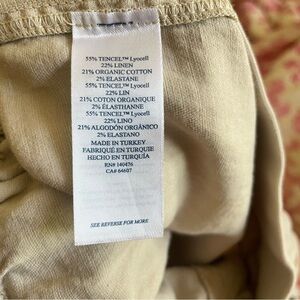 55% TENCEL™ Lyocell
22% LINEN
21% ORGANIC COTTON
2% ELASTANE
55% TENCEL™ Lyocell
22% LIN
21% COTON ORGANIQUE
2% ÉLASTHANNE
55% TENCEL™ Lyocell
22% LINO
21% ALGODÓN ORGÁNICO
2% ELASTANO
MADE IN TURKEY
FABRIQUÉ EN TURQUIE
HECHO EN TURQUÍA
RN# 140476
CA# 64607
SEE REVERSE FOR MORE